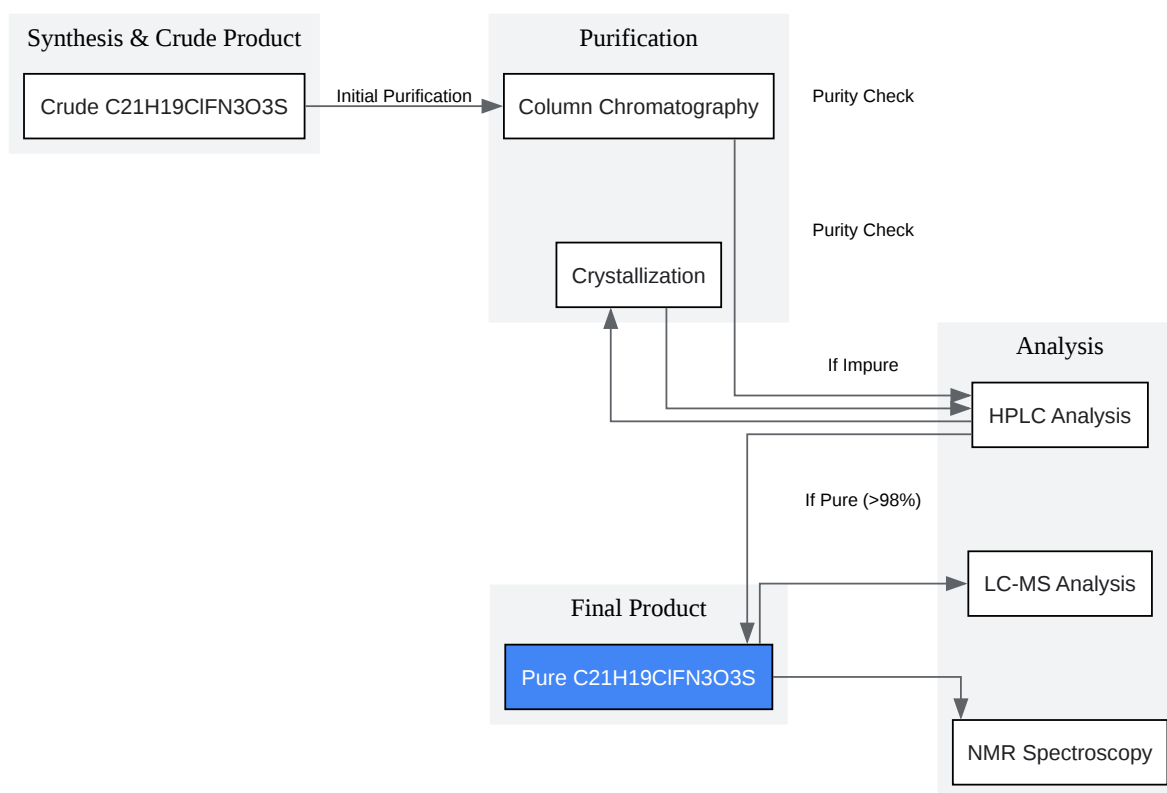 Synthesis & Crude Product
Purification
Crude C21H19ClFN3O3S
Initial Purification
Column Chromatography
Purity Check
Purity Check
Crystallization
Analysis
If Impure
HPLC Analysis
If Pure (>98%)
LC-MS Analysis
Final Product
Pure C21H19ClFN3O3S
NMR Spectroscopy